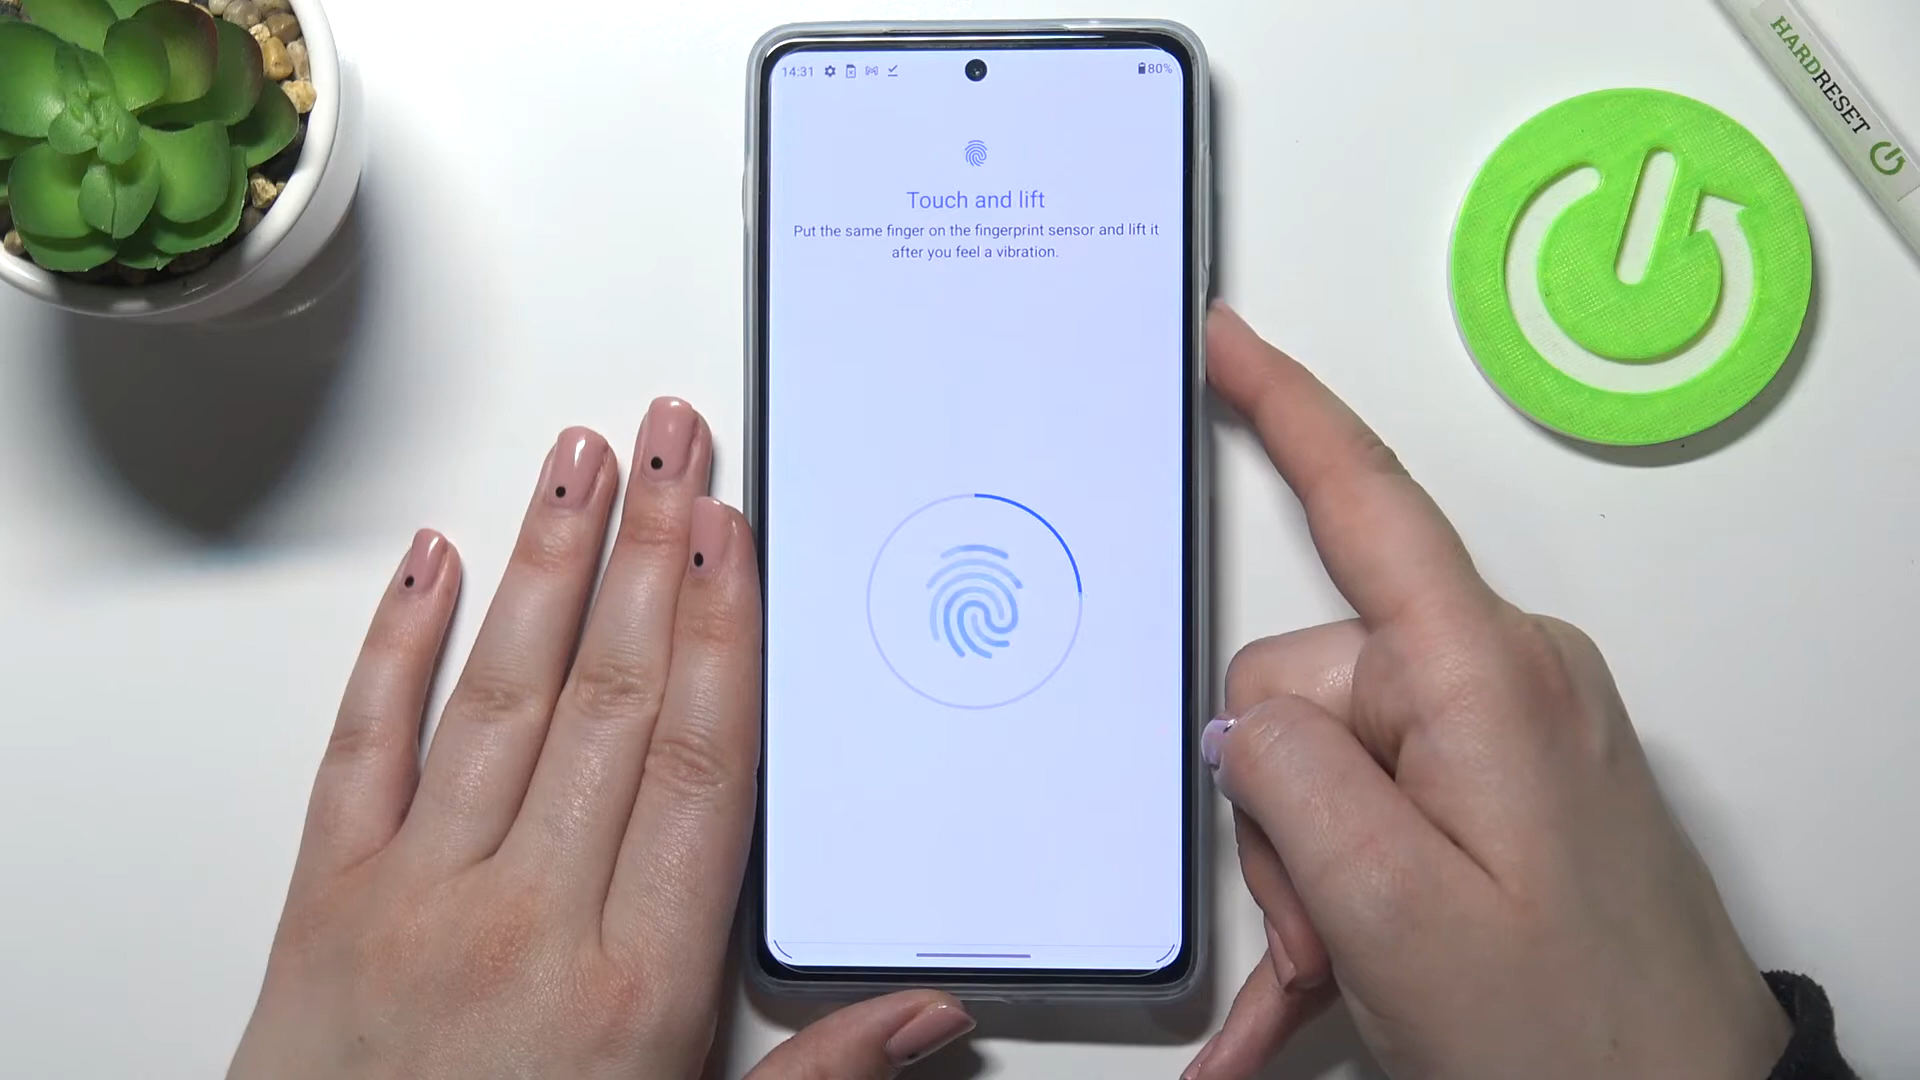 14:31
80%
Touch and lift
Put the same finger on the fingerprint sensor and lift it
after you feel a vibration.
HARDRESET